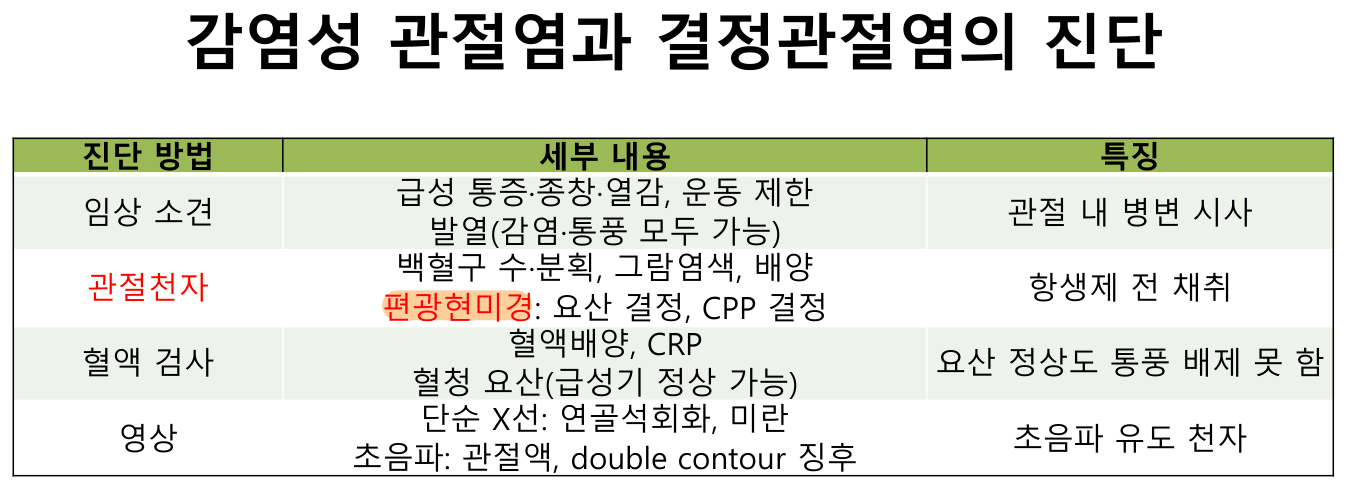 감염성 관절염과 결정관절염의 진단
진단 방법 세부 내용 특징
임상 소견
급성 통증·종창·열감, 운동 제한
발열(감염·통풍 모두 가능)
관절 내 병변 시사
관절천자
백혈구 수·분획, 그람염색, 배양
편광현미경: 요산 결정, CPP 결정
항생제 전 채취
혈액 검사
혈액배양, CRP
혈청 요산(급성기 정상 가능)
요산 정상도 통풍 배제 못 함
영상
단순 X선: 연골석회화, 미란
초음파: 관절액, double contour 징후
초음파 유도 천자